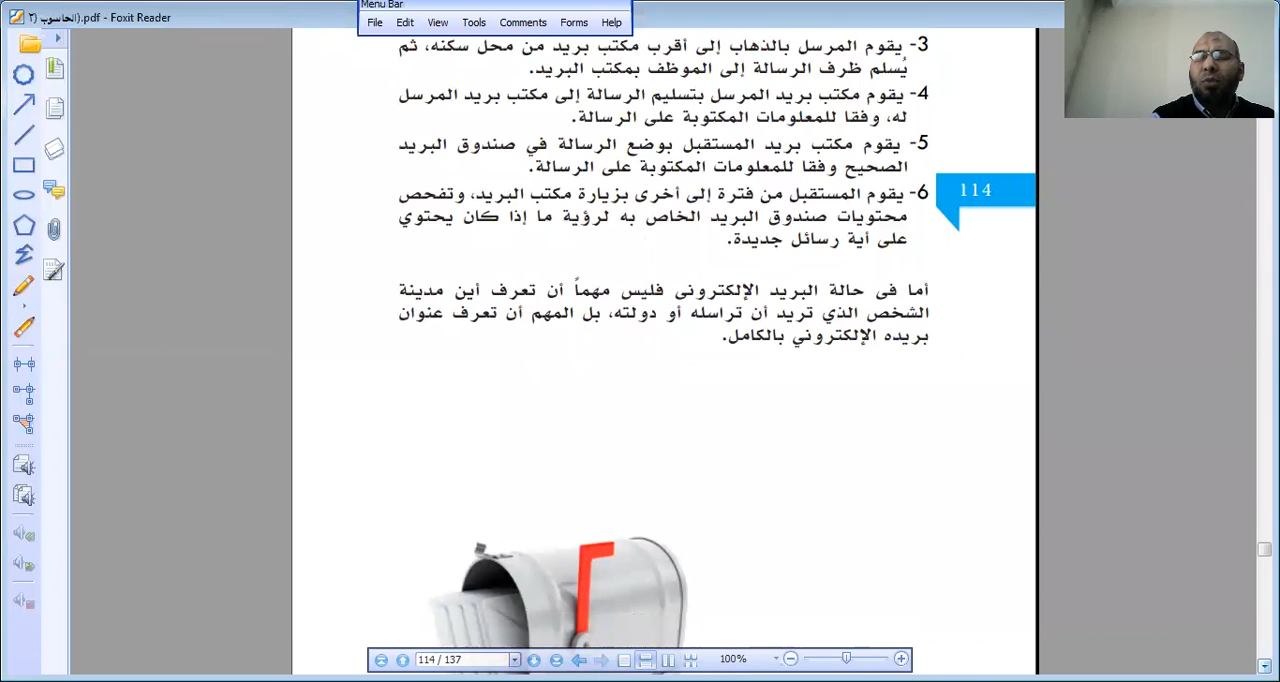 الحاسوب (٢).pdf - Foxit Reader
Menu Bar
File Edit View Tools Comments Forms Help
3- يقوم المرسل بالذهاب إلى أقرب مكتب بريد من محل سكنه، ثم
يُسلم ظرف الرسالة إلى الموظف بمكتب البريد.
4- يقوم مكتب بريد المرسل بتسليم الرسالة إلى مكتب بريد المرسل
له، وفقا للمعلومات المكتوبة على الرسالة.
5- يقوم مكتب بريد المستقبل بوضع الرسالة في صندوق البريد
الصحيح وفقا للمعلومات المكتوبة على الرسالة.
6- يقوم المستقبل من فترة إلى أخرى بزيارة مكتب البريد، وتفحص
محتويات صندوق البريد الخاص به لرؤية ما إذا كان يحتوي
على أية رسائل جديدة.
114
أما فى حالة البريد الإلكترونى فليس مهماً أن تعرف أين مدينة
الشخص الذي تريد أن تراسله أو دولته، بل المهم أن تعرف عنوان
بريده الإلكتروني بالكامل.
114 / 137
100%